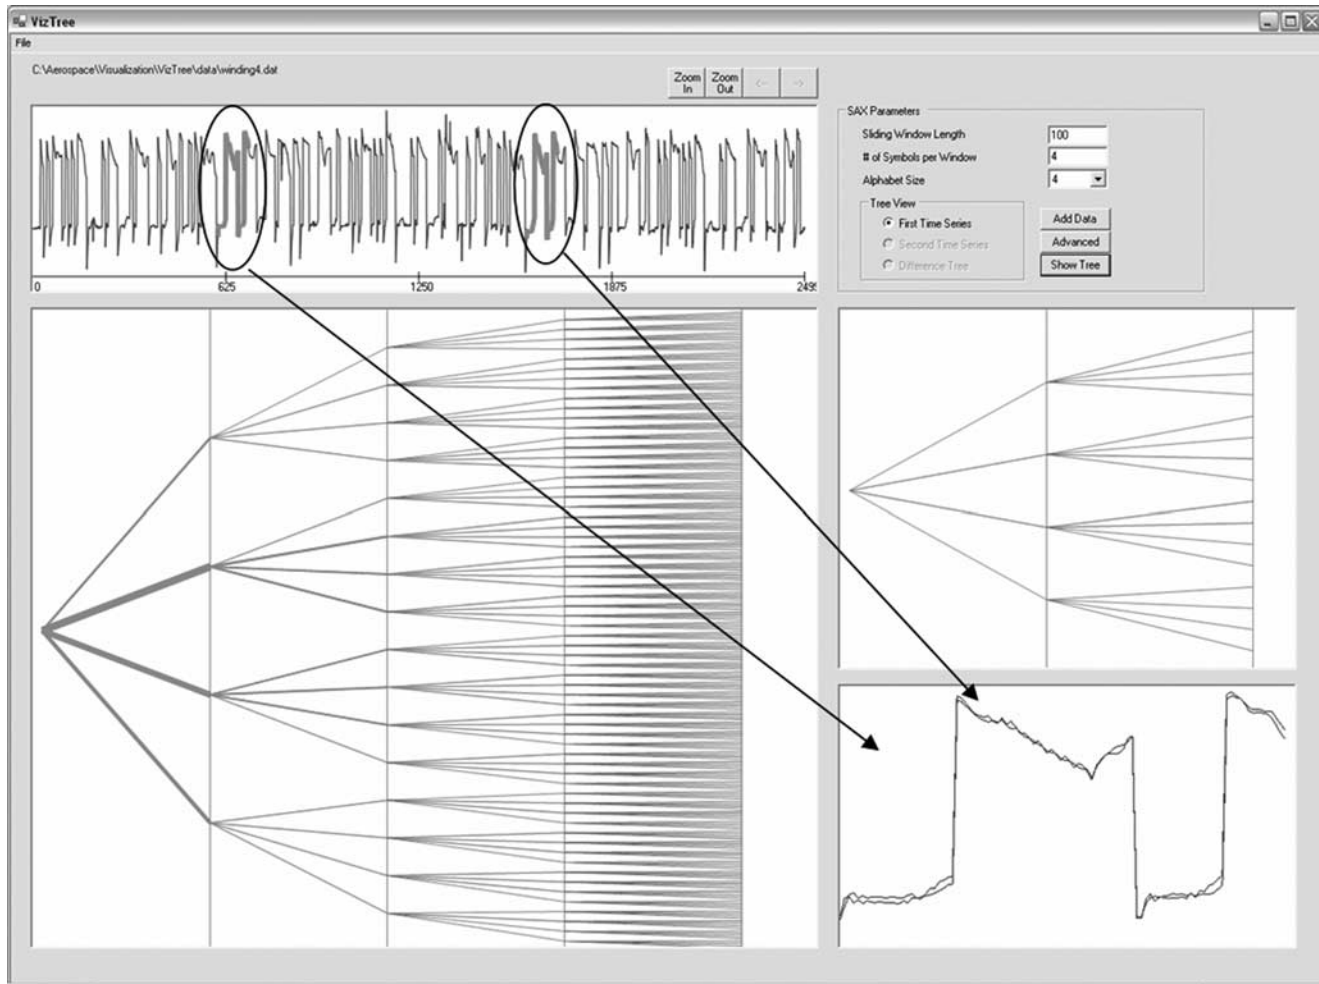 VizTree
File
C:\Aerospace\Visualization\VizTree\data\winding4.dat
Zoom In
Zoom Out
<-
->
SAX Parameters
Sliding Window Length 100
# of Symbols per Window 4
Alphabet Size 4
Tree View
First Time Series
Second Time Series
Difference Tree
Add Data
Advanced
Show Tree
0 625 1250 1875 2499